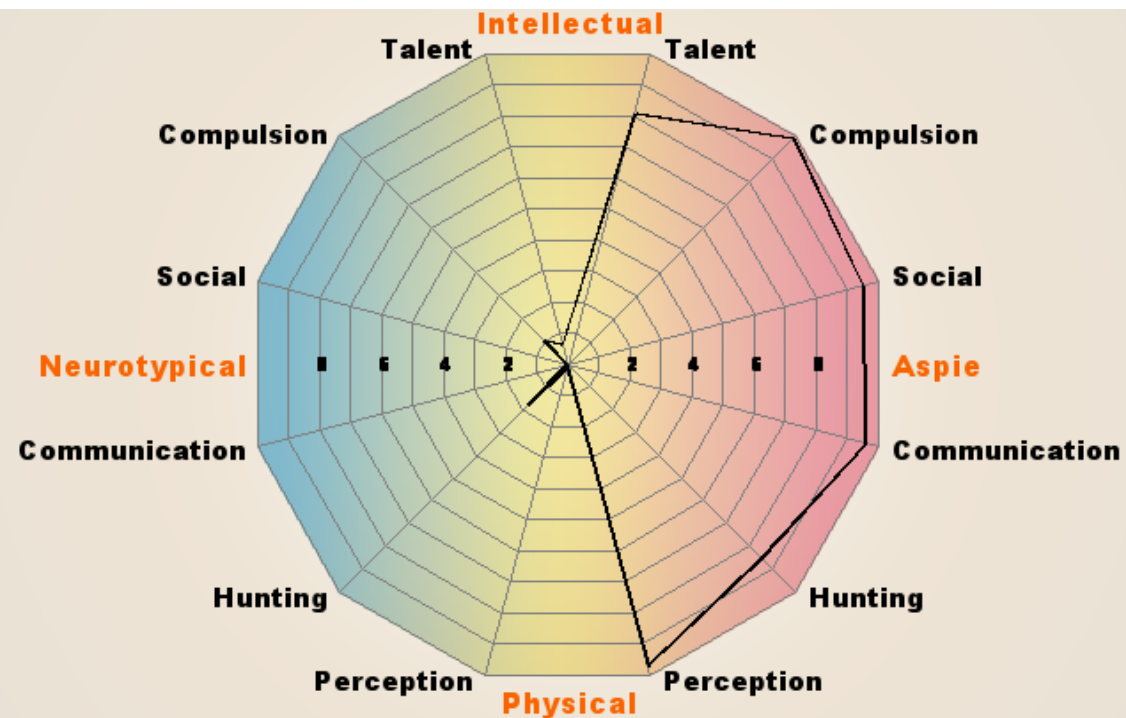 Intellectual
Talent Talent
Compulsion Compulsion
Social Social
Neurotypical 8 6 4 2 2 4 6 8 Aspie
Communication Communication
Hunting Hunting
Perception Perception
Physical